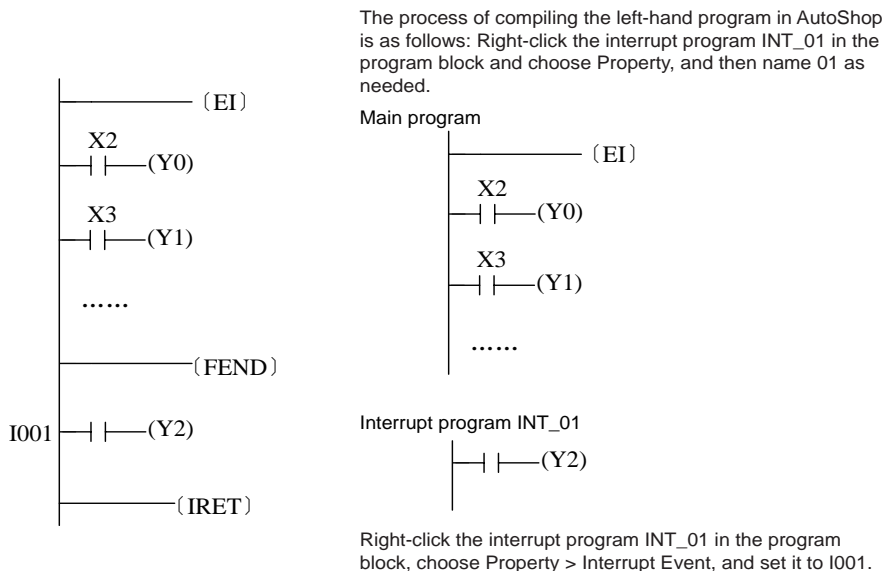 The process of compiling the left-hand program in AutoShop
is as follows: Right-click the interrupt program INT_01 in the
program block and choose Property, and then name 01 as
needed.
〔EI〕
X2
(Y0)
X3
(Y1)
……
〔FEND〕
I001
(Y2)
〔IRET〕
Main program
〔EI〕
X2
(Y0)
X3
(Y1)
……
Interrupt program INT_01
(Y2)
Right-click the interrupt program INT_01 in the program
block, choose Property > Interrupt Event, and set it to I001.